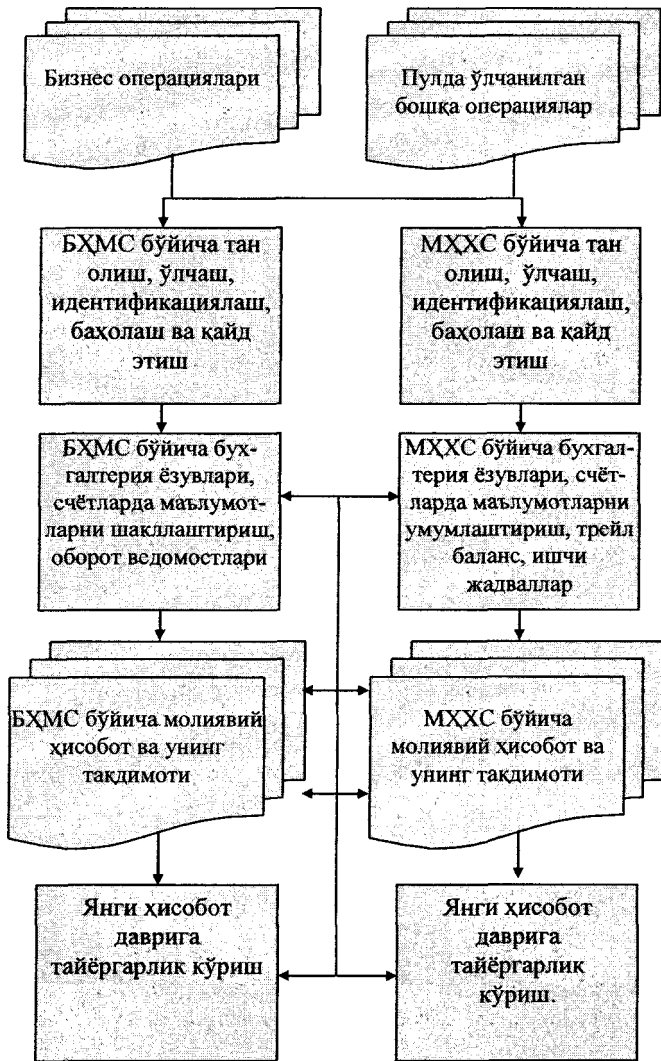 Бизнес операциялари
Пулда ўлчанилган
бошқа операциялар
БҲМС бўйича тан
олиш, ўлчаш,
идентификациялаш,
баҳолаш ва қайд
этиш
МҲХС бўйича тан
олиш, ўлчаш,
идентификациялаш,
баҳолаш ва қайд
этиш
БҲМС бўйича бух-
галтерия ёзувлари,
счётларда маълумот-
ларни шакллаштириш,
оборот ведомостлари
МҲХС бўйича бухгал-
терия ёзувлари, счёт-
ларда маълумотларни
умумлаштириш, трейл
баланс, ишчи
жадваллар
БҲМС бўйича молиявий
ҳисобот ва унинг
тақдимоти
МҲХС бўйича
молиявий ҳисобот ва
унинг тақдимоти
Янги ҳисобот
даврига
тайёргарлик кўриш
Янги ҳисобот
даврига
тайёргарлик
кўриш.